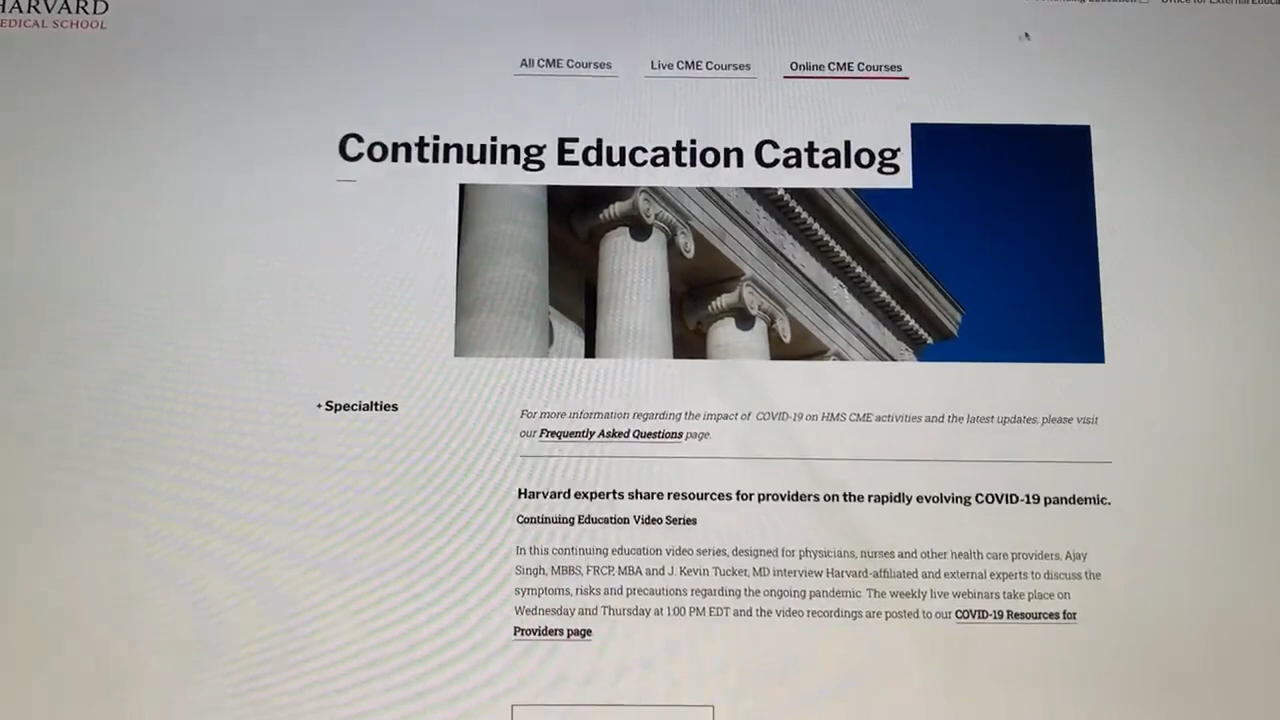 HARVARD
MEDICAL SCHOOL
All CME Courses
Live CME Courses
Online CME Courses
Continuing Education Catalog
+ Specialties
For more information regarding the impact of COVID-19 on HMS CME activities and the latest updates, please visit
our Frequently Asked Questions page.
Harvard experts share resources for providers on the rapidly evolving COVID-19 pandemic.
Continuing Education Video Series
In this continuing education video series, designed for physicians, nurses and other health care providers, Ajay
Singh, MBBS, FRCP, MBA and J. Kevin Tucker, MD interview Harvard-affiliated and external experts to discuss the
symptoms, risks and precautions regarding the ongoing pandemic. The weekly live webinars take place on
Wednesday and Thursday at 1:00 PM EDT and the video recordings are posted to our COVID-19 Resources for
Providers page